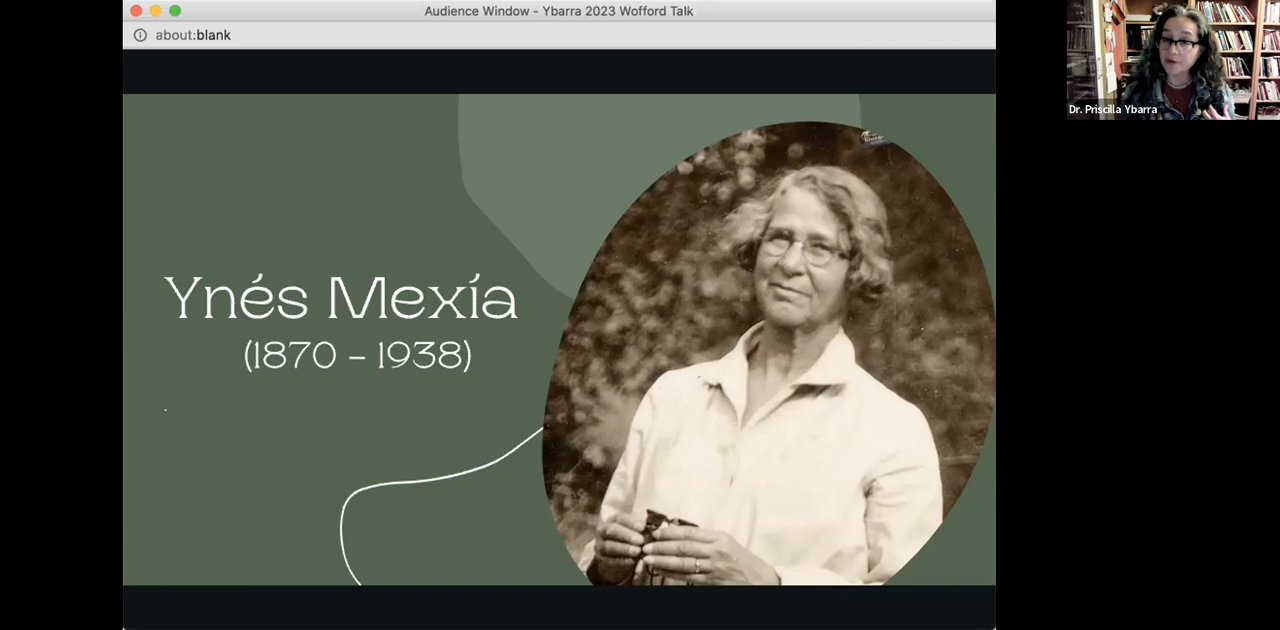 Audience Window - Ybarra 2023 Wofford Talk
about:blank
Dr. Priscilla Ybarra
Ynés Mexía
(1870 – 1938)